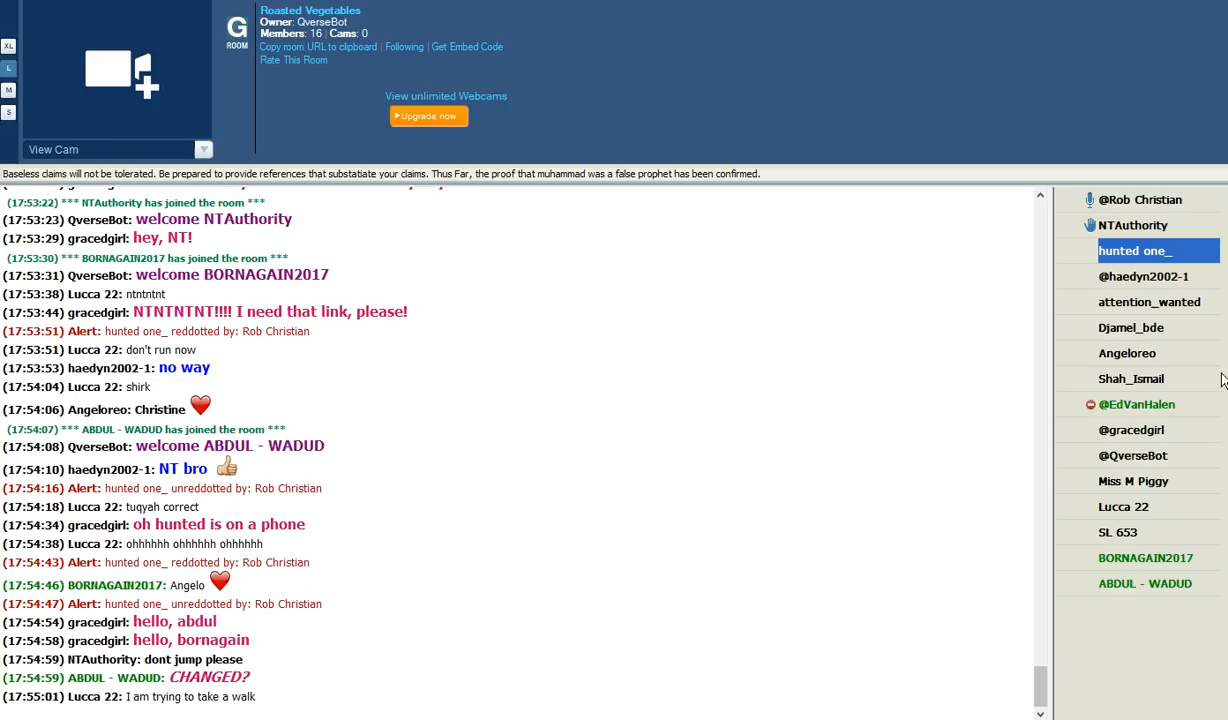 XL
L
M
S
View Cam
G
ROOM
Roasted Vegetables
Owner: QverseBot
Members: 16 Cams: 0
Copy room URL to clipboard | Following | Get Embed Code
Rate This Room
View unlimited Webcams
Upgrade now
Baseless claims will not be tolerated. Be prepared to provide references that substatiate your claims. Thus Far, the proof that muhammad was a false prophet has been confirmed.
(17:53:22) *** NTAuthority has joined the room ***
(17:53:23) QverseBot: welcome NTAuthority
(17:53:29) gracedgirl: hey, NT!
(17:53:30) *** BORNAGAIN2017 has joined the room ***
(17:53:31) QverseBot: welcome BORNAGAIN2017
(17:53:38) Lucca 22: ntntntnt
(17:53:44) gracedgirl: NTNTNTNT!!!! I need that link, please!
(17:53:51) Alert: hunted one_ reddotted by: Rob Christian
(17:53:51) Lucca 22: don't run now
(17:53:53) haedyn2002-1: no way
(17:54:04) Lucca 22: shirk
(17:54:06) Angeloreo: Christine
(17:54:07) *** ABDUL - WADUD has joined the room ***
(17:54:08) QverseBot: welcome ABDUL - WADUD
(17:54:10) haedyn2002-1: NT bro
(17:54:16) Alert: hunted one_ unreddotted by: Rob Christian
(17:54:18) Lucca 22: tuqyah correct
(17:54:34) gracedgirl: oh hunted is on a phone
(17:54:38) Lucca 22: ohhhhhh ohhhhhh ohhhhhh
(17:54:43) Alert: hunted one_ reddotted by: Rob Christian
(17:54:46) BORNAGAIN2017: Angelo
(17:54:47) Alert: hunted one_ unreddotted by: Rob Christian
(17:54:54) gracedgirl: hello, abdul
(17:54:58) gracedgirl: hello, bornagain
(17:54:59) NTAuthority: dont jump please
(17:54:59) ABDUL - WADUD: CHANGED?
(17:55:01) Lucca 22: I am trying to take a walk
@Rob Christian
NTAuthority
hunted one_
@haedyn2002-1
attention_wanted
Djamel_bde
Angeloreo
Shah_Ismail
@EdVanHalen
@gracedgirl
@QverseBot
Miss M Piggy
Lucca 22
SL 653
BORNAGAIN2017
ABDUL - WADUD